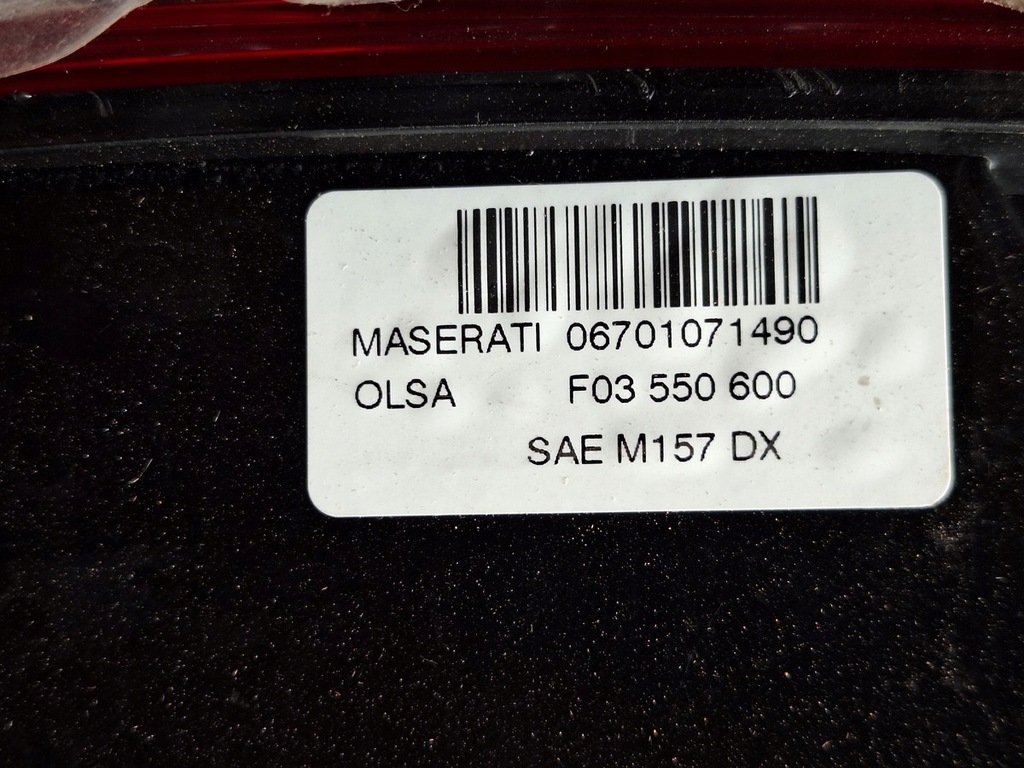 MASERATI 06701071490
OLSA F03 550 600
SAE M157 DX